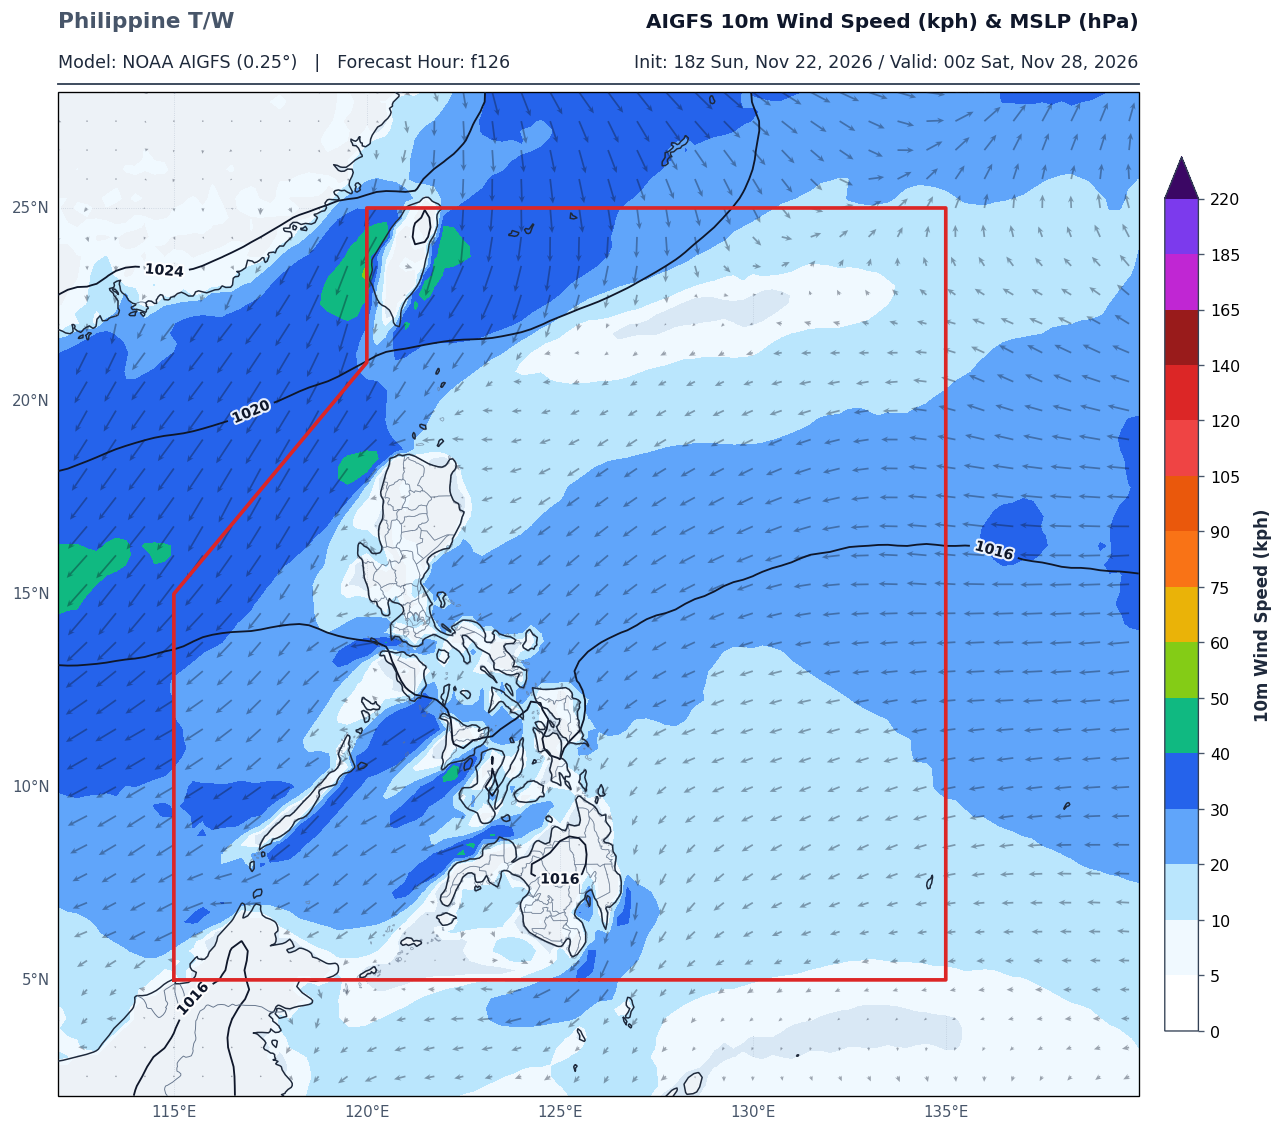 Philippine T/W
AIGFS 10m Wind Speed (kph) & MSLP (hPa)
Model: NOAA AIGFS (0.25°) | Forecast Hour: f126
Init: 18z Sun, Nov 22, 2026 / Valid: 00z Sat, Nov 28, 2026
25°N
20°N
15°N
10°N
5°N
115°E
120°E
125°E
130°E
135°E
1024
1020
1016
1016
1016
220
185
165
140
120
105
90
75
60
50
40
30
20
10
5
0
10m Wind Speed (kph)